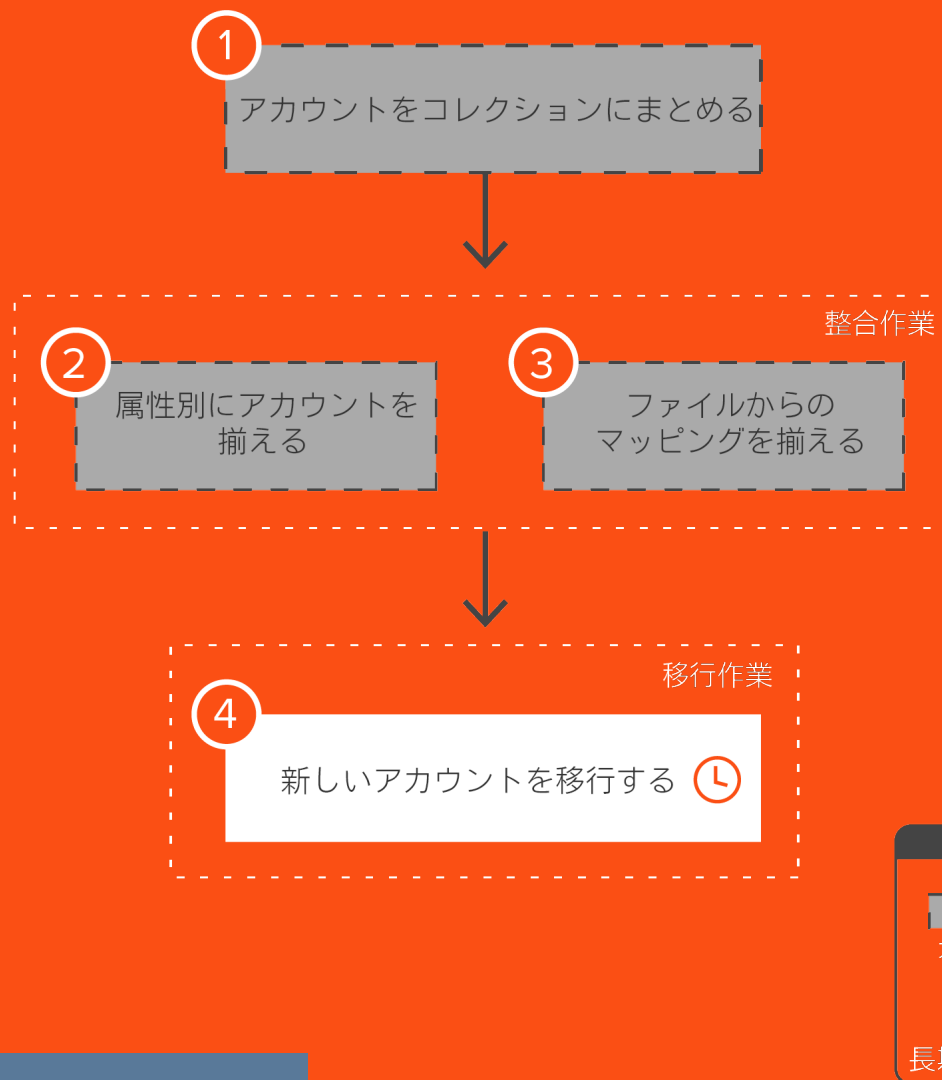 1
アカウントをコレクションにまとめる
整合作業
2
属性別にアカウントを
揃える
3
ファイルからの
マッピングを揃える
移行作業
4
新しいアカウントを移行する
長